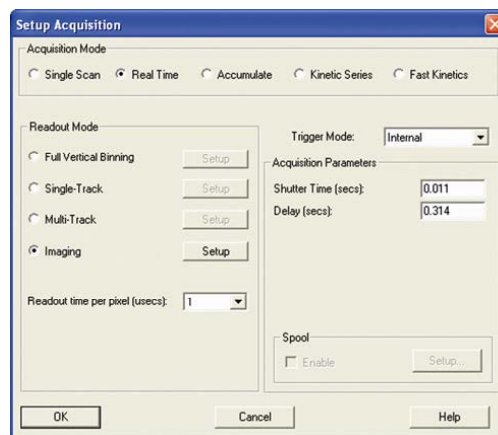 Setup Acquisition
Acquisition Mode
Single Scan Real Time Accumulate Kinetic Series Fast Kinetics
Readout Mode
Full Vertical Binning Setup
Single-Track Setup
Multi-Track Setup
Imaging Setup
Readout time per pixel (usecs): 1
Trigger Mode: Internal
Acquisition Parameters
Shutter Time (secs): 0.011
Delay (secs): 0.314
Spool
Enable Setup...
OK Cancel Help